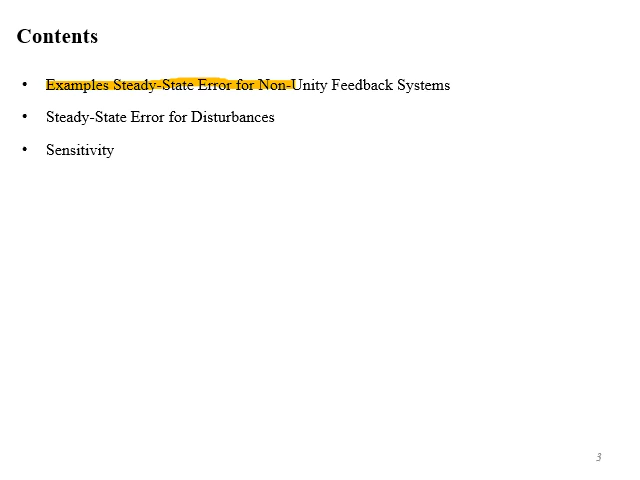 Contents
• Examples Steady-State Error for Non-Unity Feedback Systems
• Steady-State Error for Disturbances
• Sensitivity
3